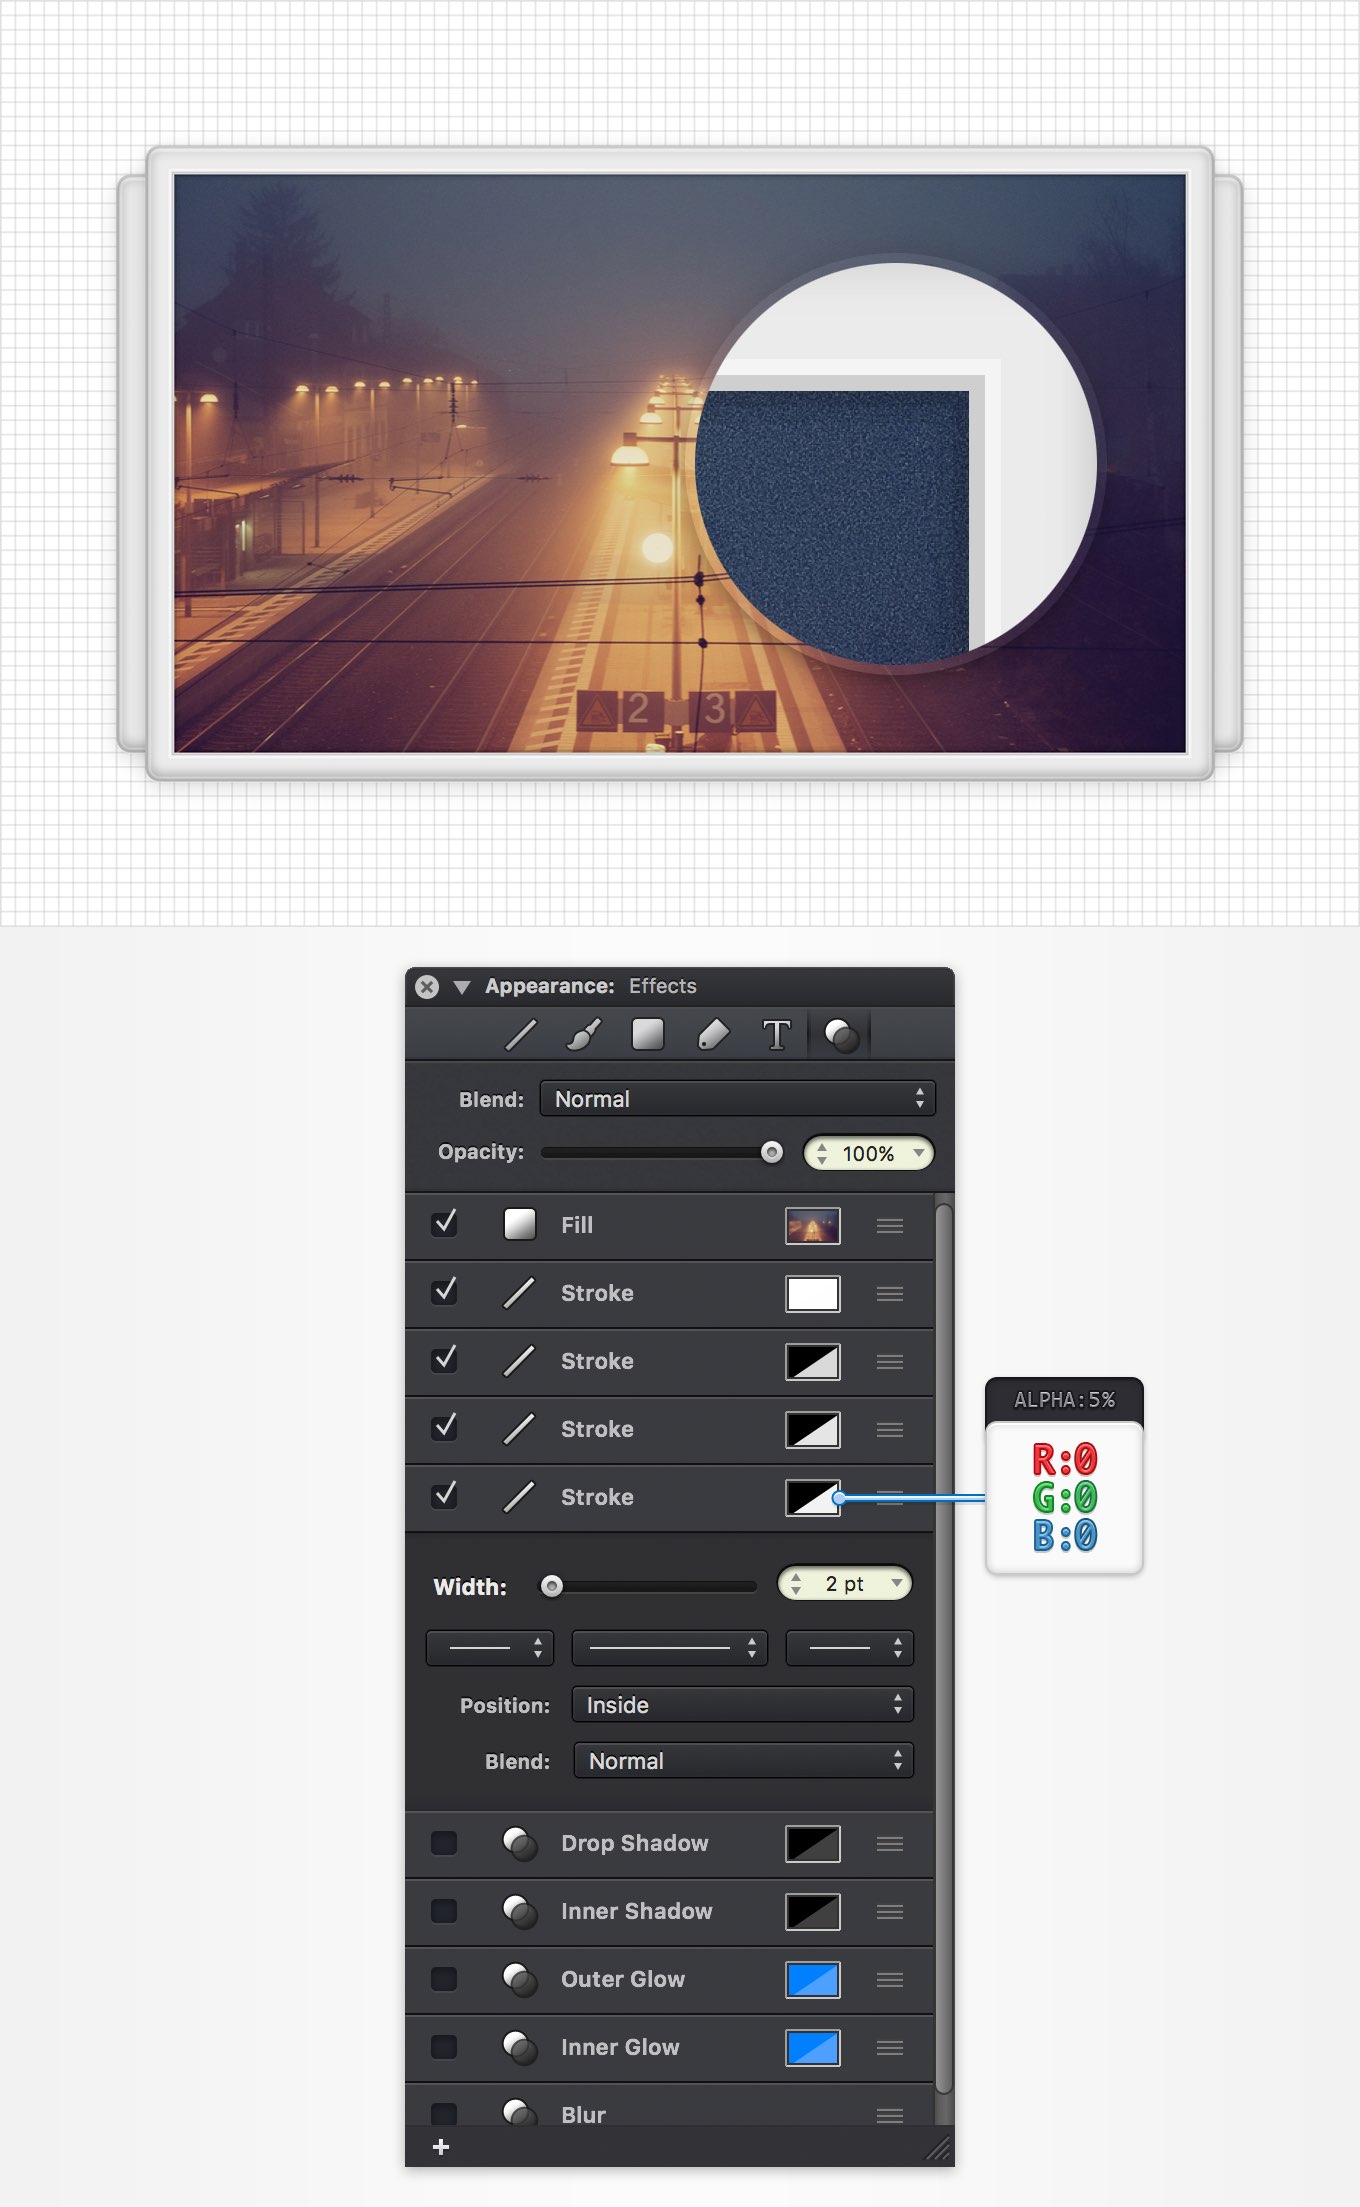 2 3
Appearance: Effects
T
Blend: Normal
Opacity: 100%
Fill
Stroke
Stroke
Stroke
Stroke
ALPHA:5%
R:0
G:0
B:0
Width: 2 pt
Position: Inside
Blend: Normal
Drop Shadow
Inner Shadow
Outer Glow
Inner Glow
Blur